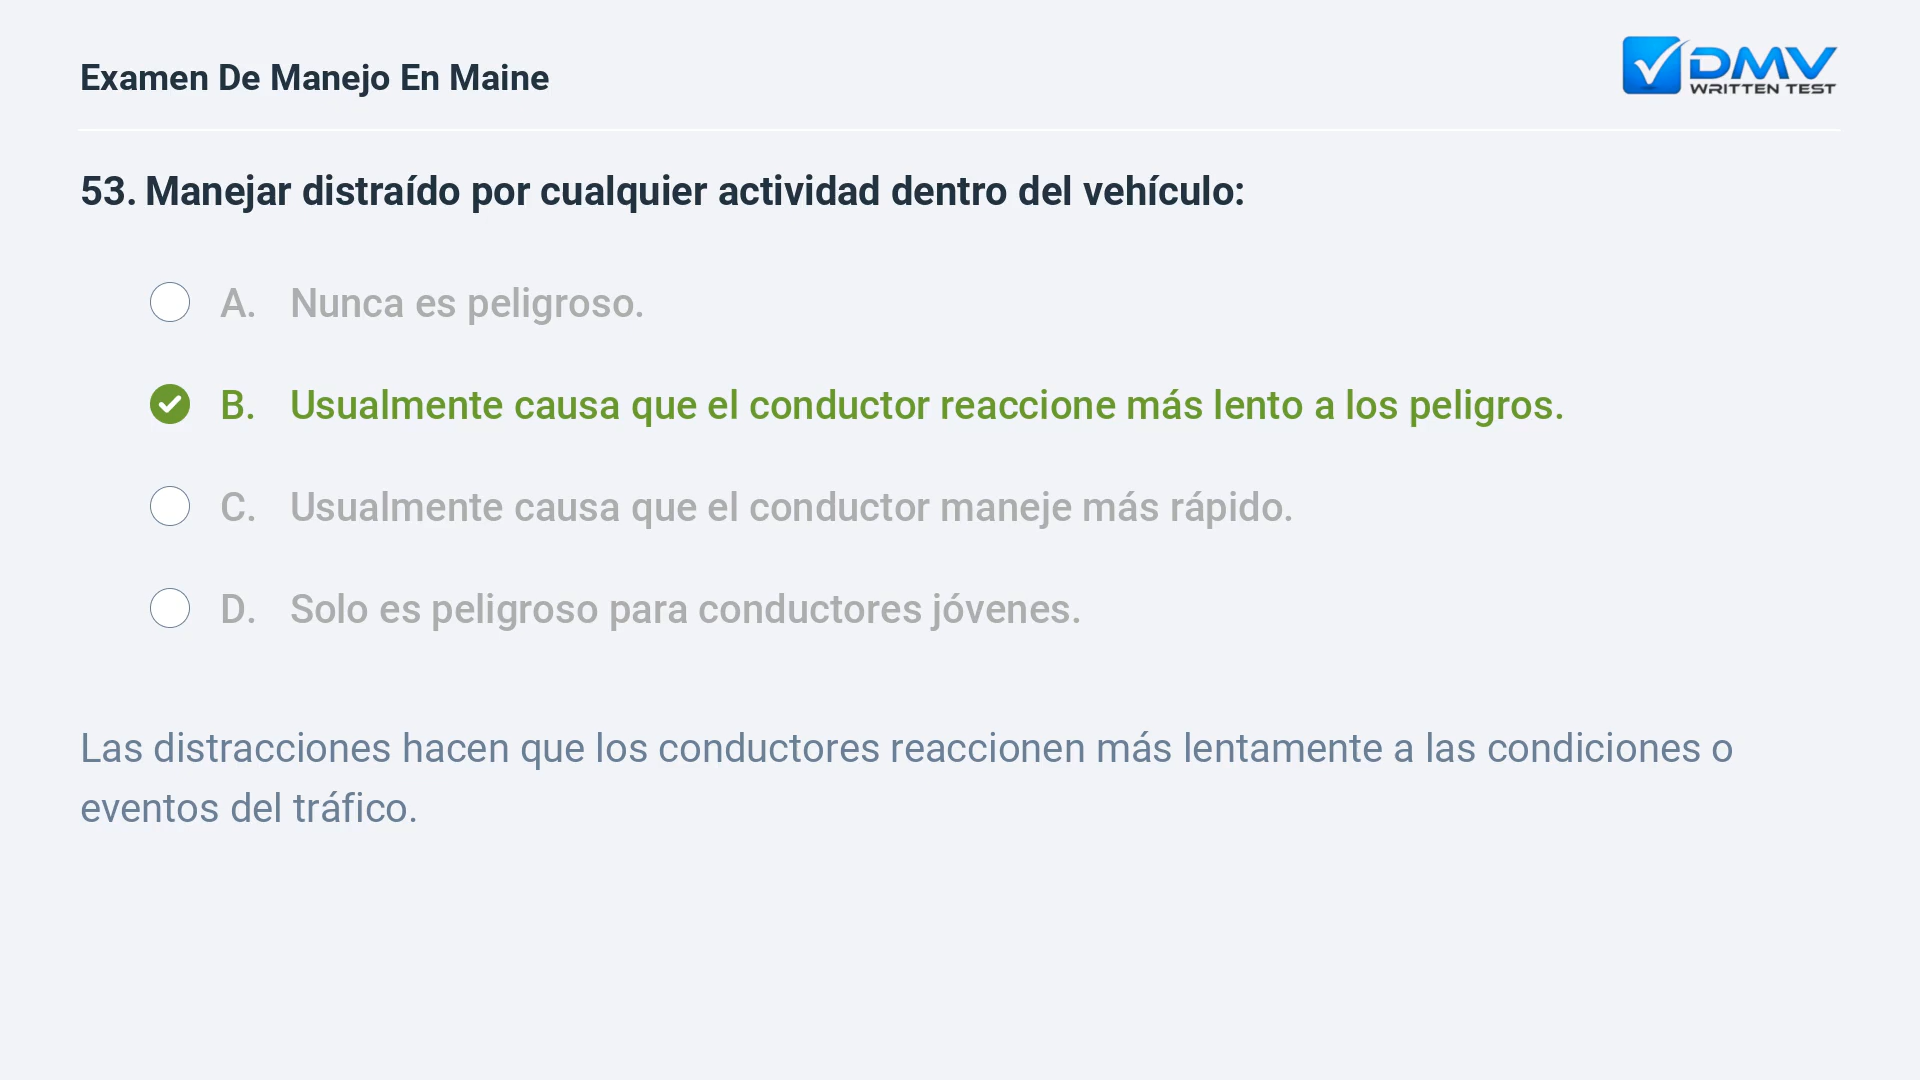 Examen De Manejo En Maine
DMV
WRITTEN TEST
53. Manejar distraído por cualquier actividad dentro del vehículo:
A. Nunca es peligroso.
B. Usualmente causa que el conductor reaccione más lento a los peligros.
C. Usualmente causa que el conductor maneje más rápido.
D. Solo es peligroso para conductores jóvenes.
Las distracciones hacen que los conductores reaccionen más lentamente a las condiciones o
eventos del tráfico.